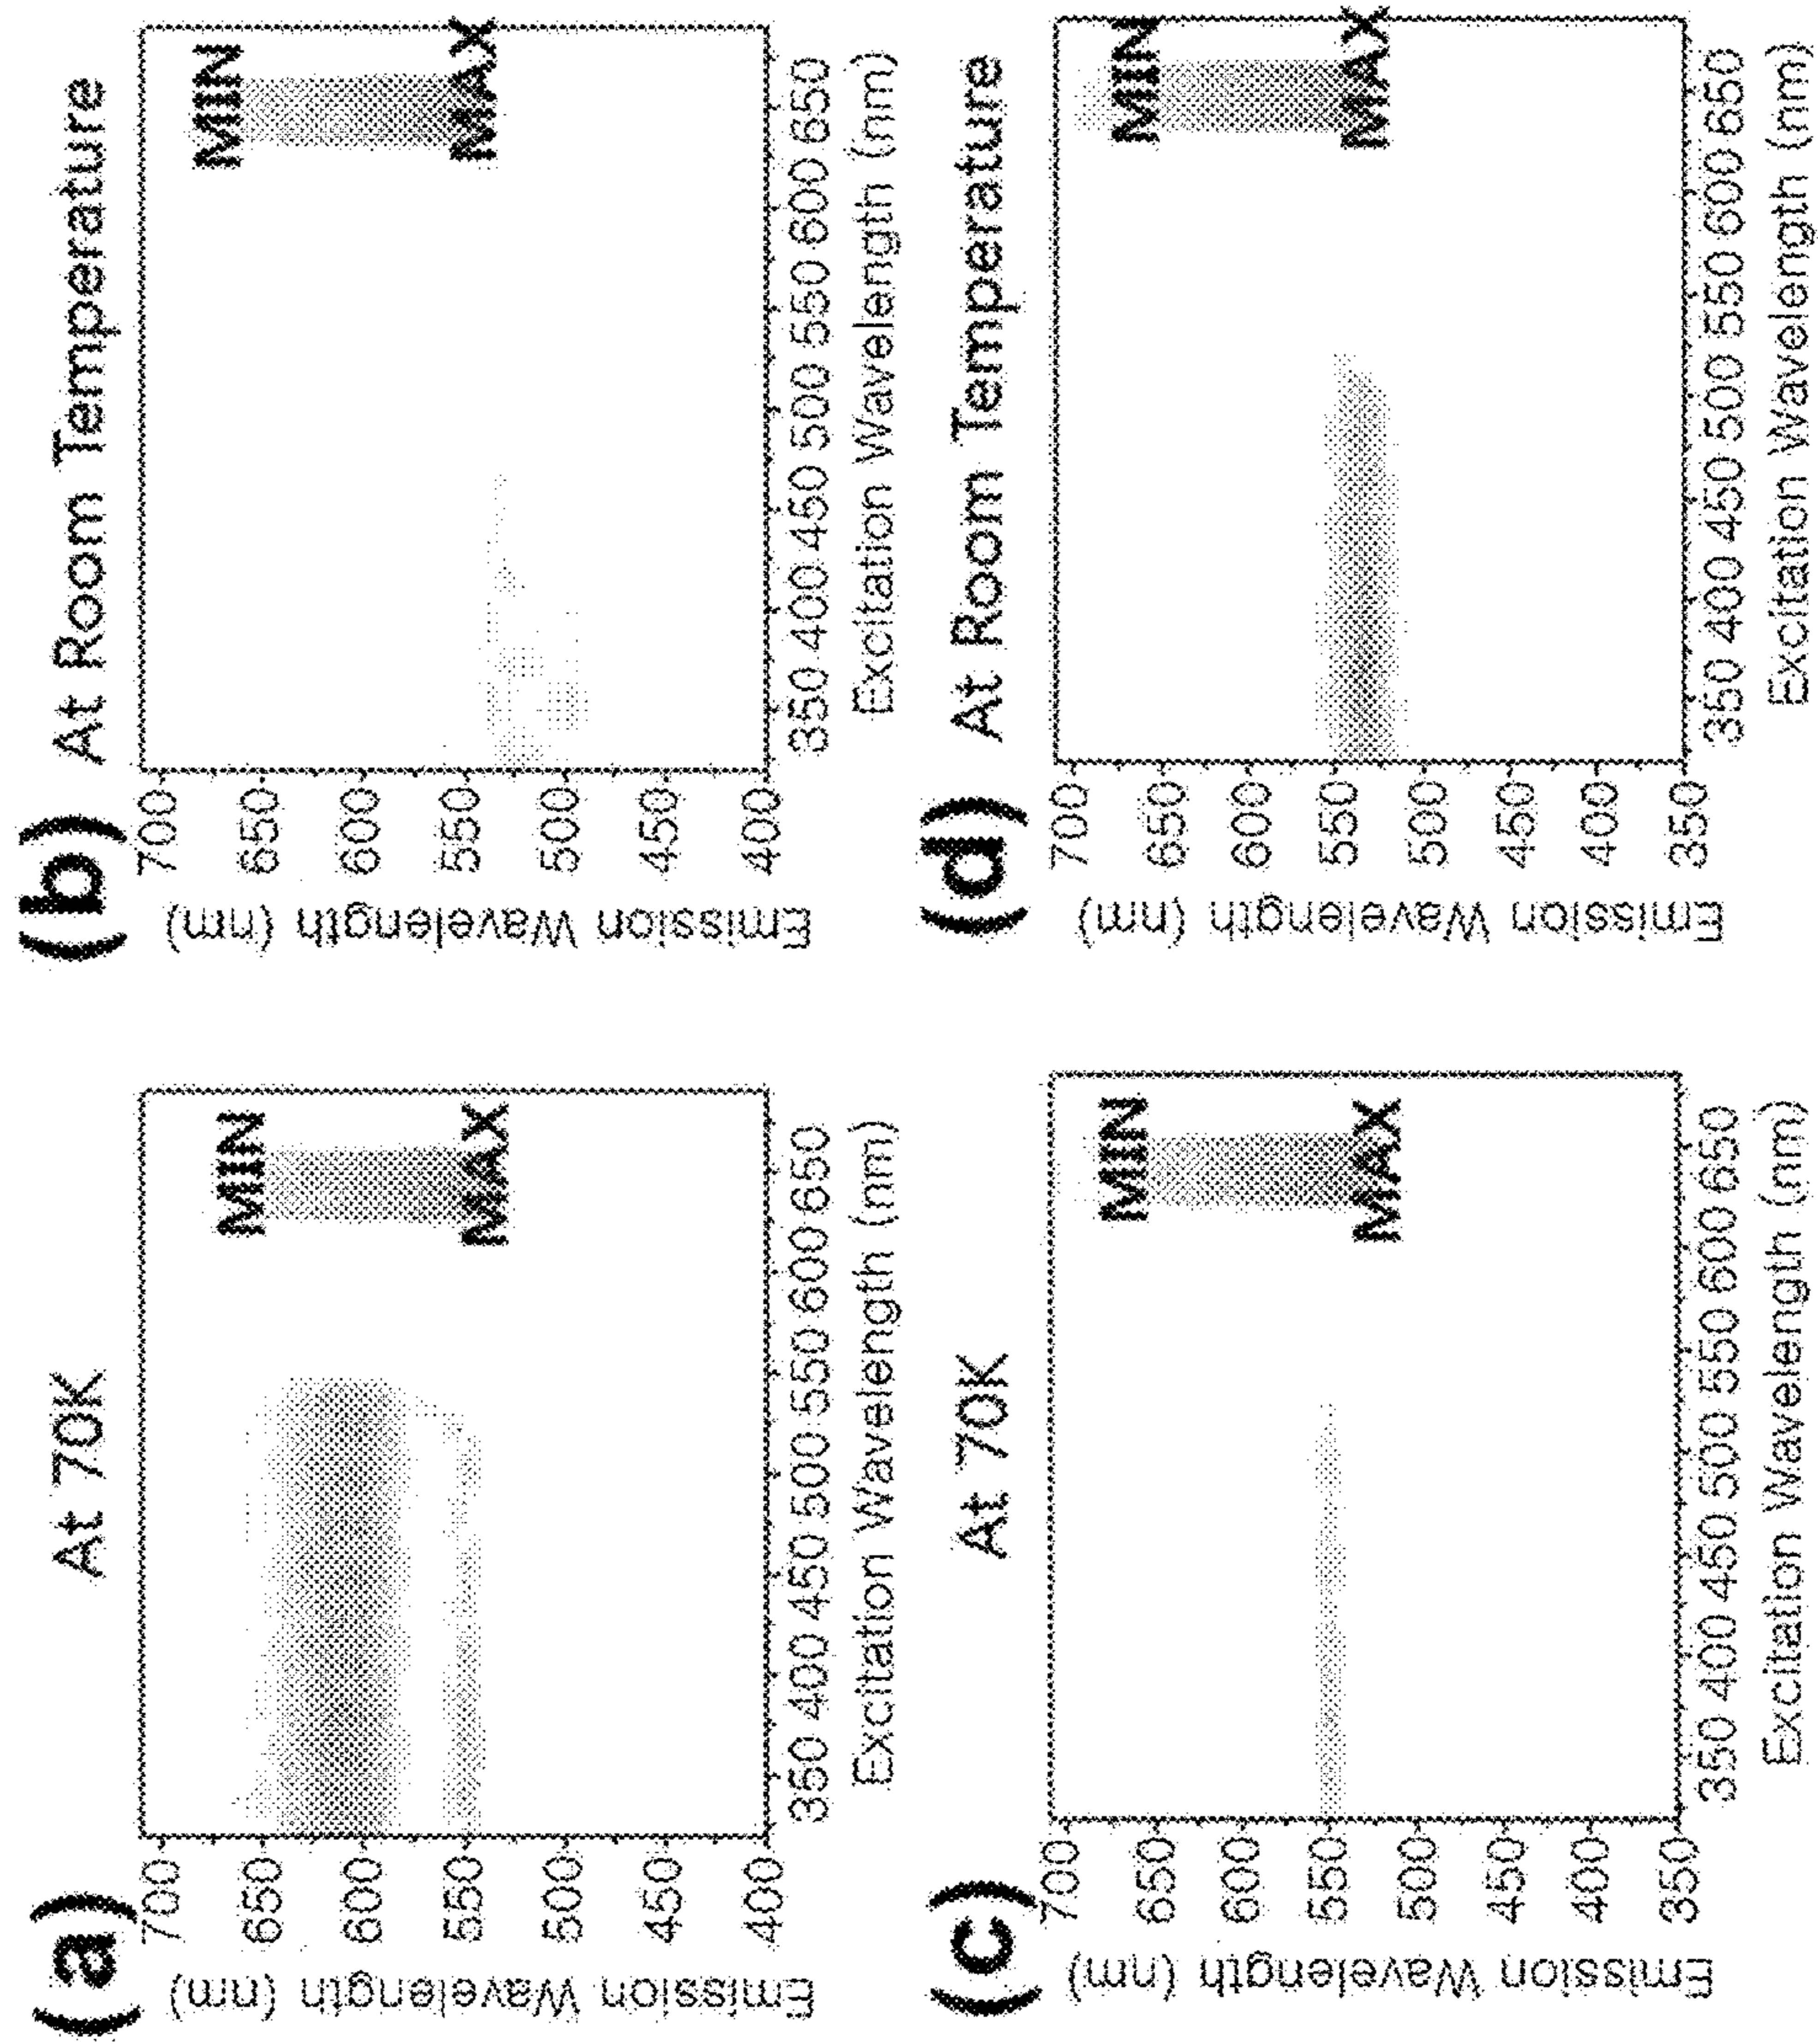 (a)
At 70K
Emission Wavelength (nm)
700
650
600
550
500
450
400
MIN
MAX
350 400 450 500 550 600 650
Excitation Wavelength (nm)
(b)
At Room Temperature
Emission Wavelength (nm)
700
650
600
550
500
450
400
MIN
MAX
350 400 450 500 550 600 650
Excitation Wavelength (nm)
(c)
At 70K
Emission Wavelength (nm)
700
650
600
550
500
450
400
350
MIN
MAX
350 400 450 500 550 600 650
Excitation Wavelength (nm)
(d)
At Room Temperature
Emission Wavelength (nm)
700
650
600
550
500
450
400
350
MIN
MAX
350 400 450 500 550 600 650
Excitation Wavelength (nm)